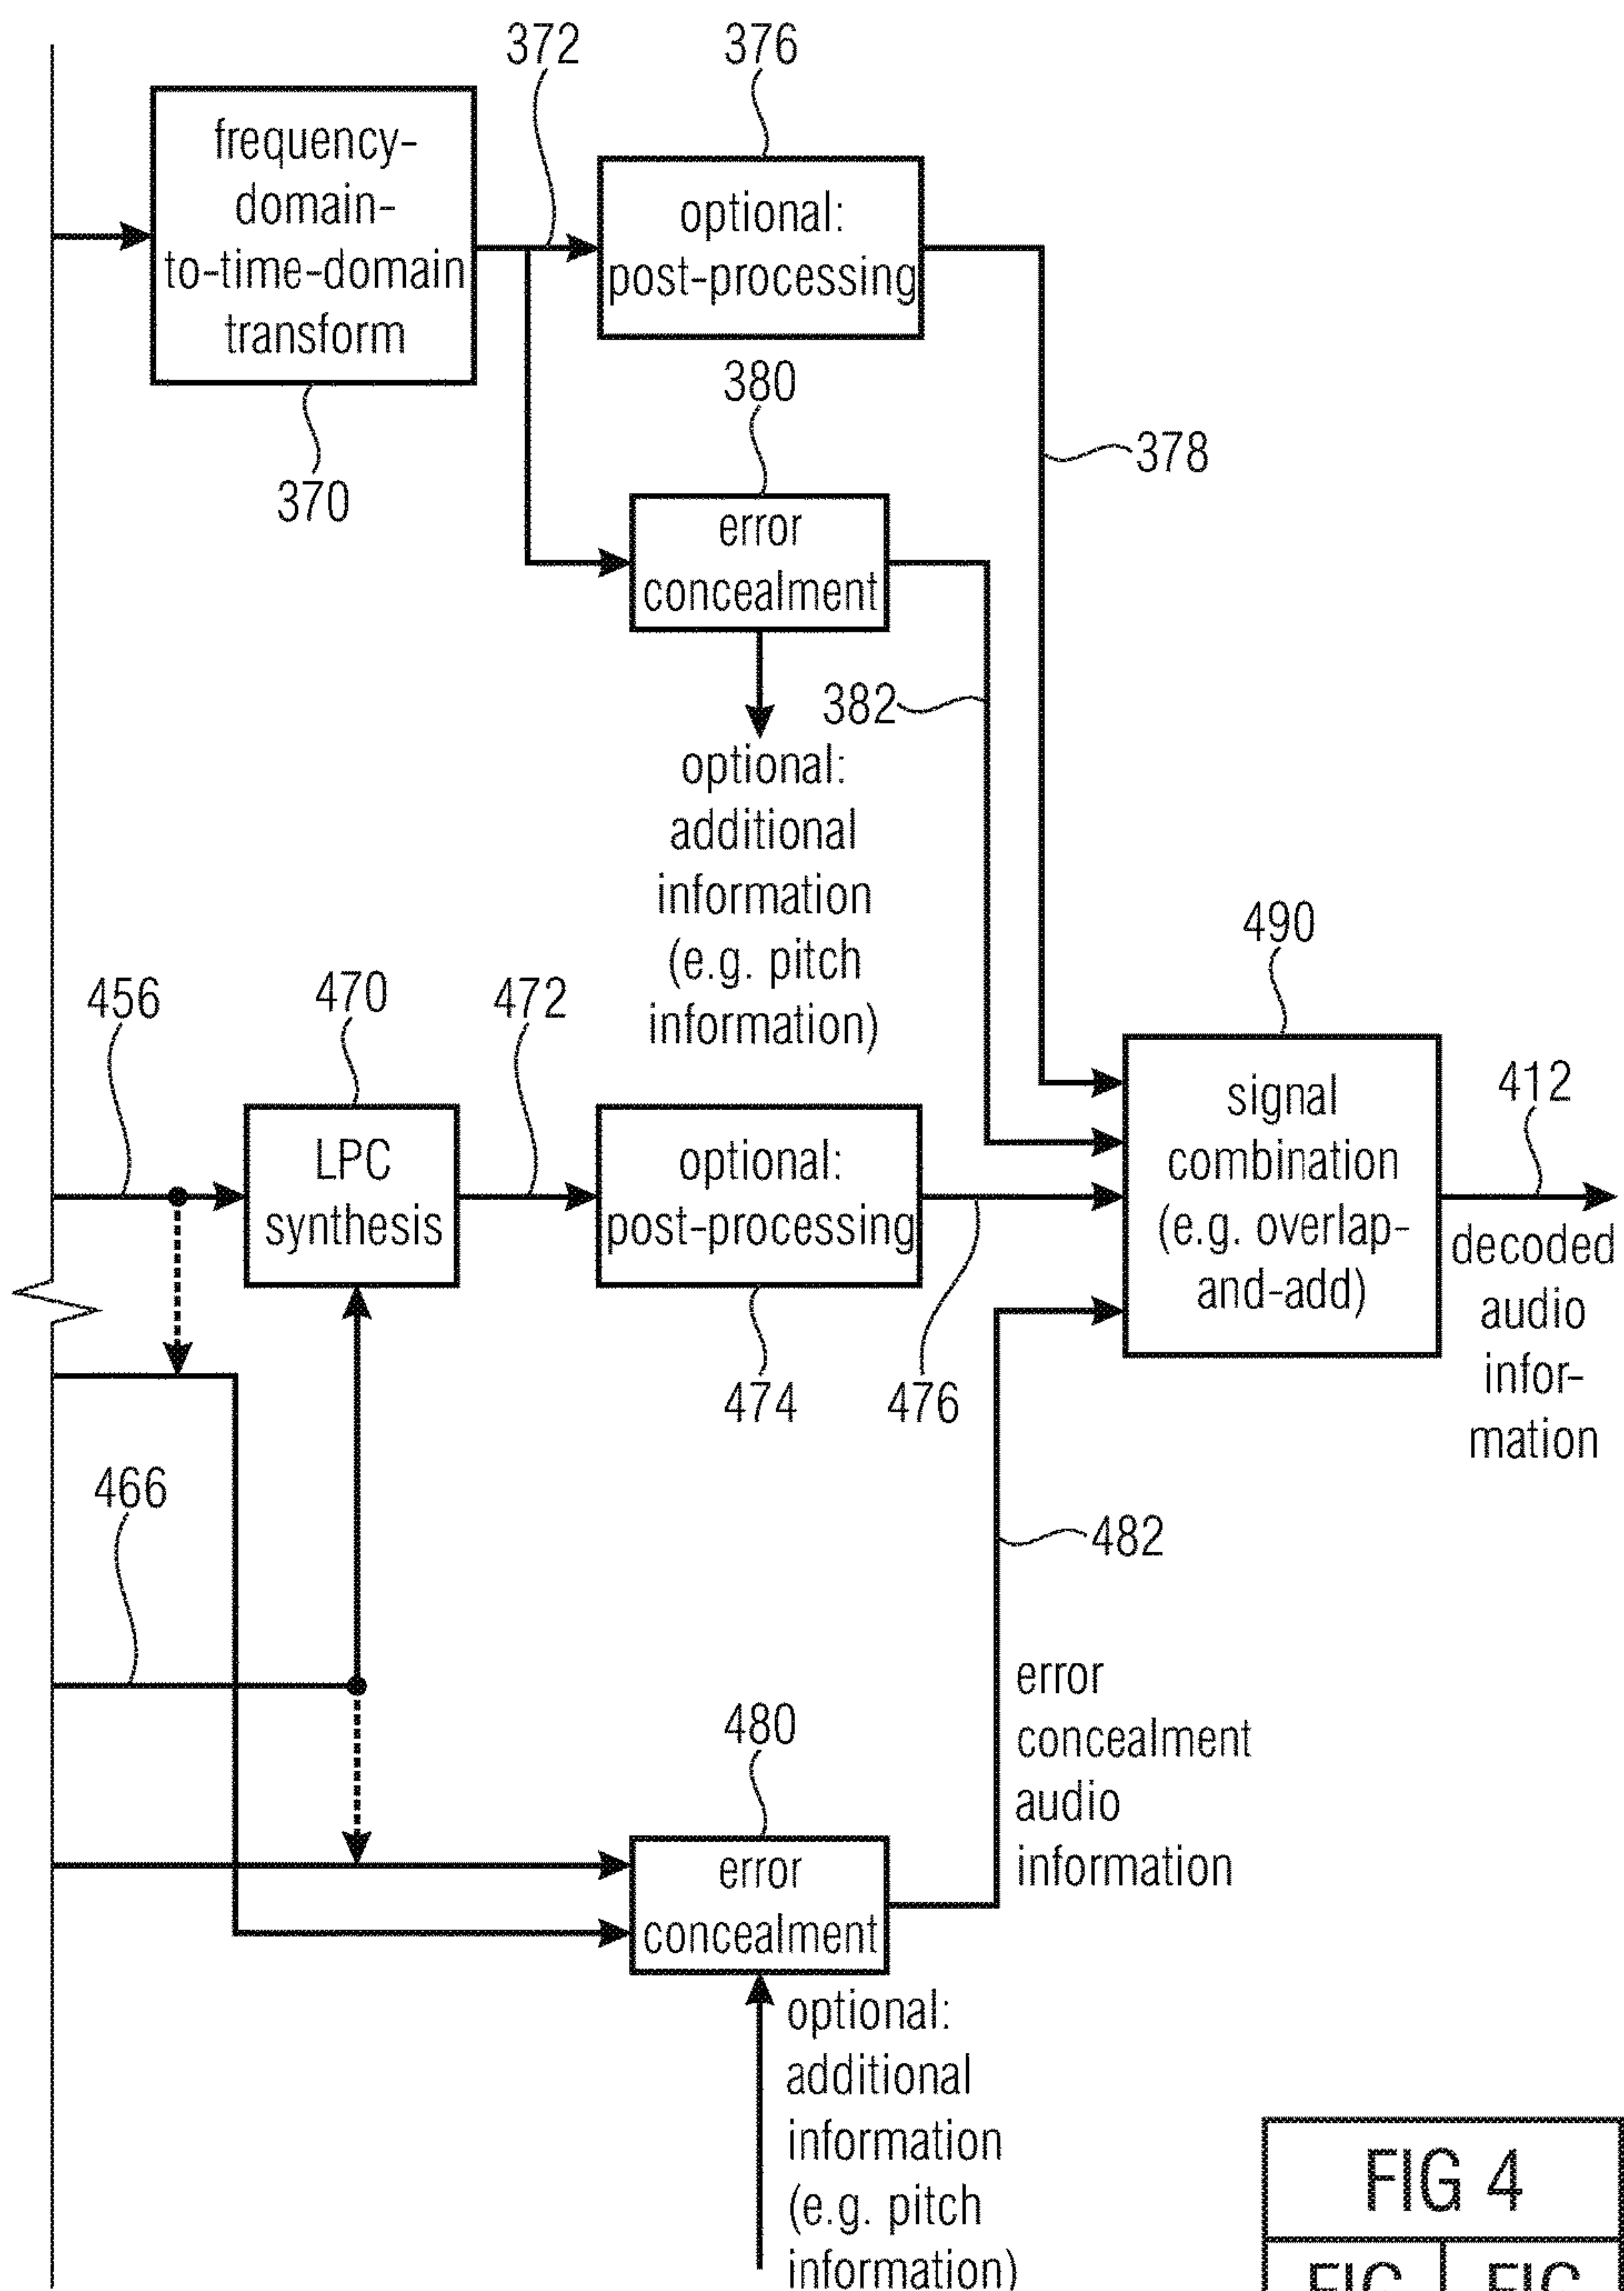 372
376
frequency-
domain-
to-time-domain
transform
optional:
post-processing
370
380
378
error
concealment
382
optional:
additional
information
(e.g. pitch
information)
490
456
470
472
412
LPC
synthesis
optional:
post-processing
signal
combination
(e.g. overlap-
and-add)
decoded
audio
infor-
mation
474
476
466
482
error
concealment
audio
information
480
error
concealment
optional:
additional
information
(e.g. pitch
information)
FIG 4
FIG
FIG